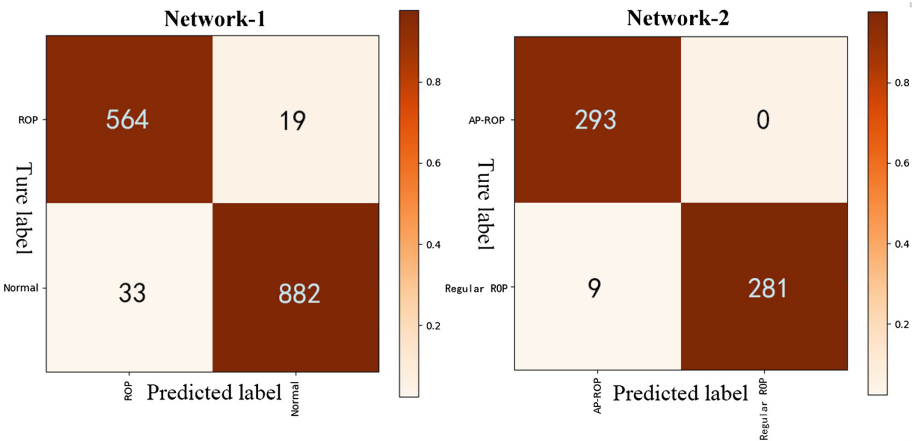 Network-1
ROP
564
19
0.8
0.6
Ture label
0.4
Normal
33
882
0.2
ROP
Predicted label
Normal
Network-2
AP-ROP
293
0
0.8
0.6
Ture label
0.4
Regular ROP
9
281
0.2
AP-ROP
Predicted label
Regular ROP